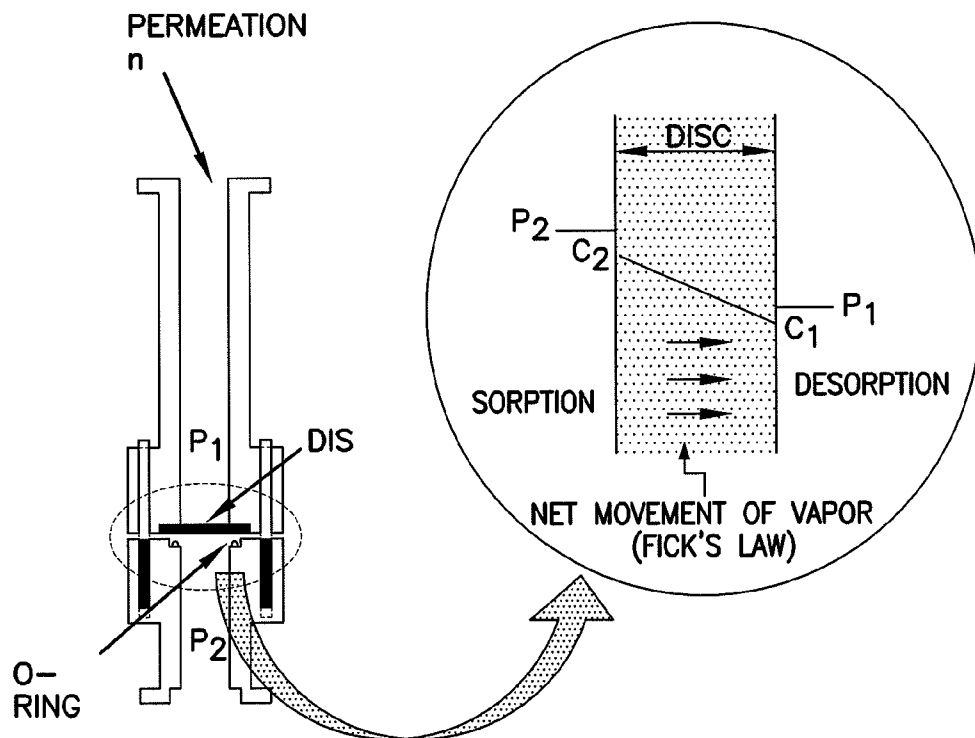 PERMEATION
n
P1
DIS
P2
O-
RING
DISC
P2
C2
P1
C1
SORPTION
DESORPTION
NET MOVEMENT OF VAPOR
(FICK'S LAW)